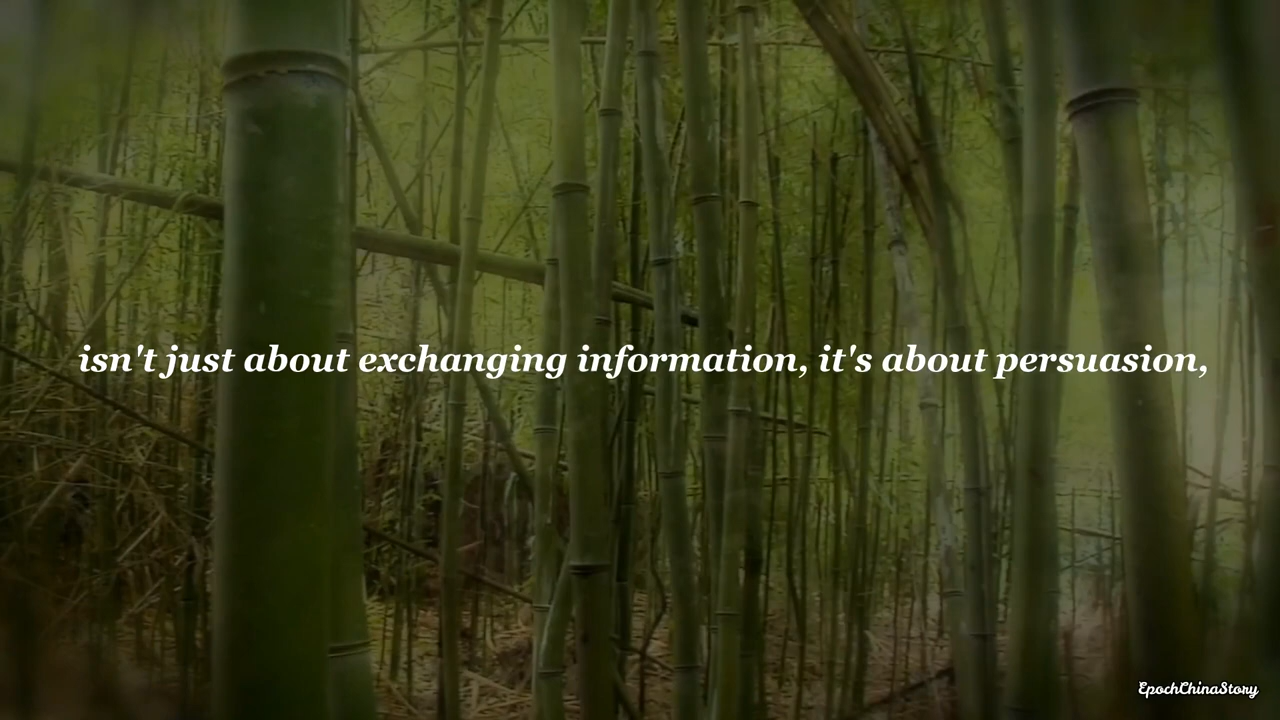 isn't just about exchanging information, it's about persuasion,
EpochChinaStory